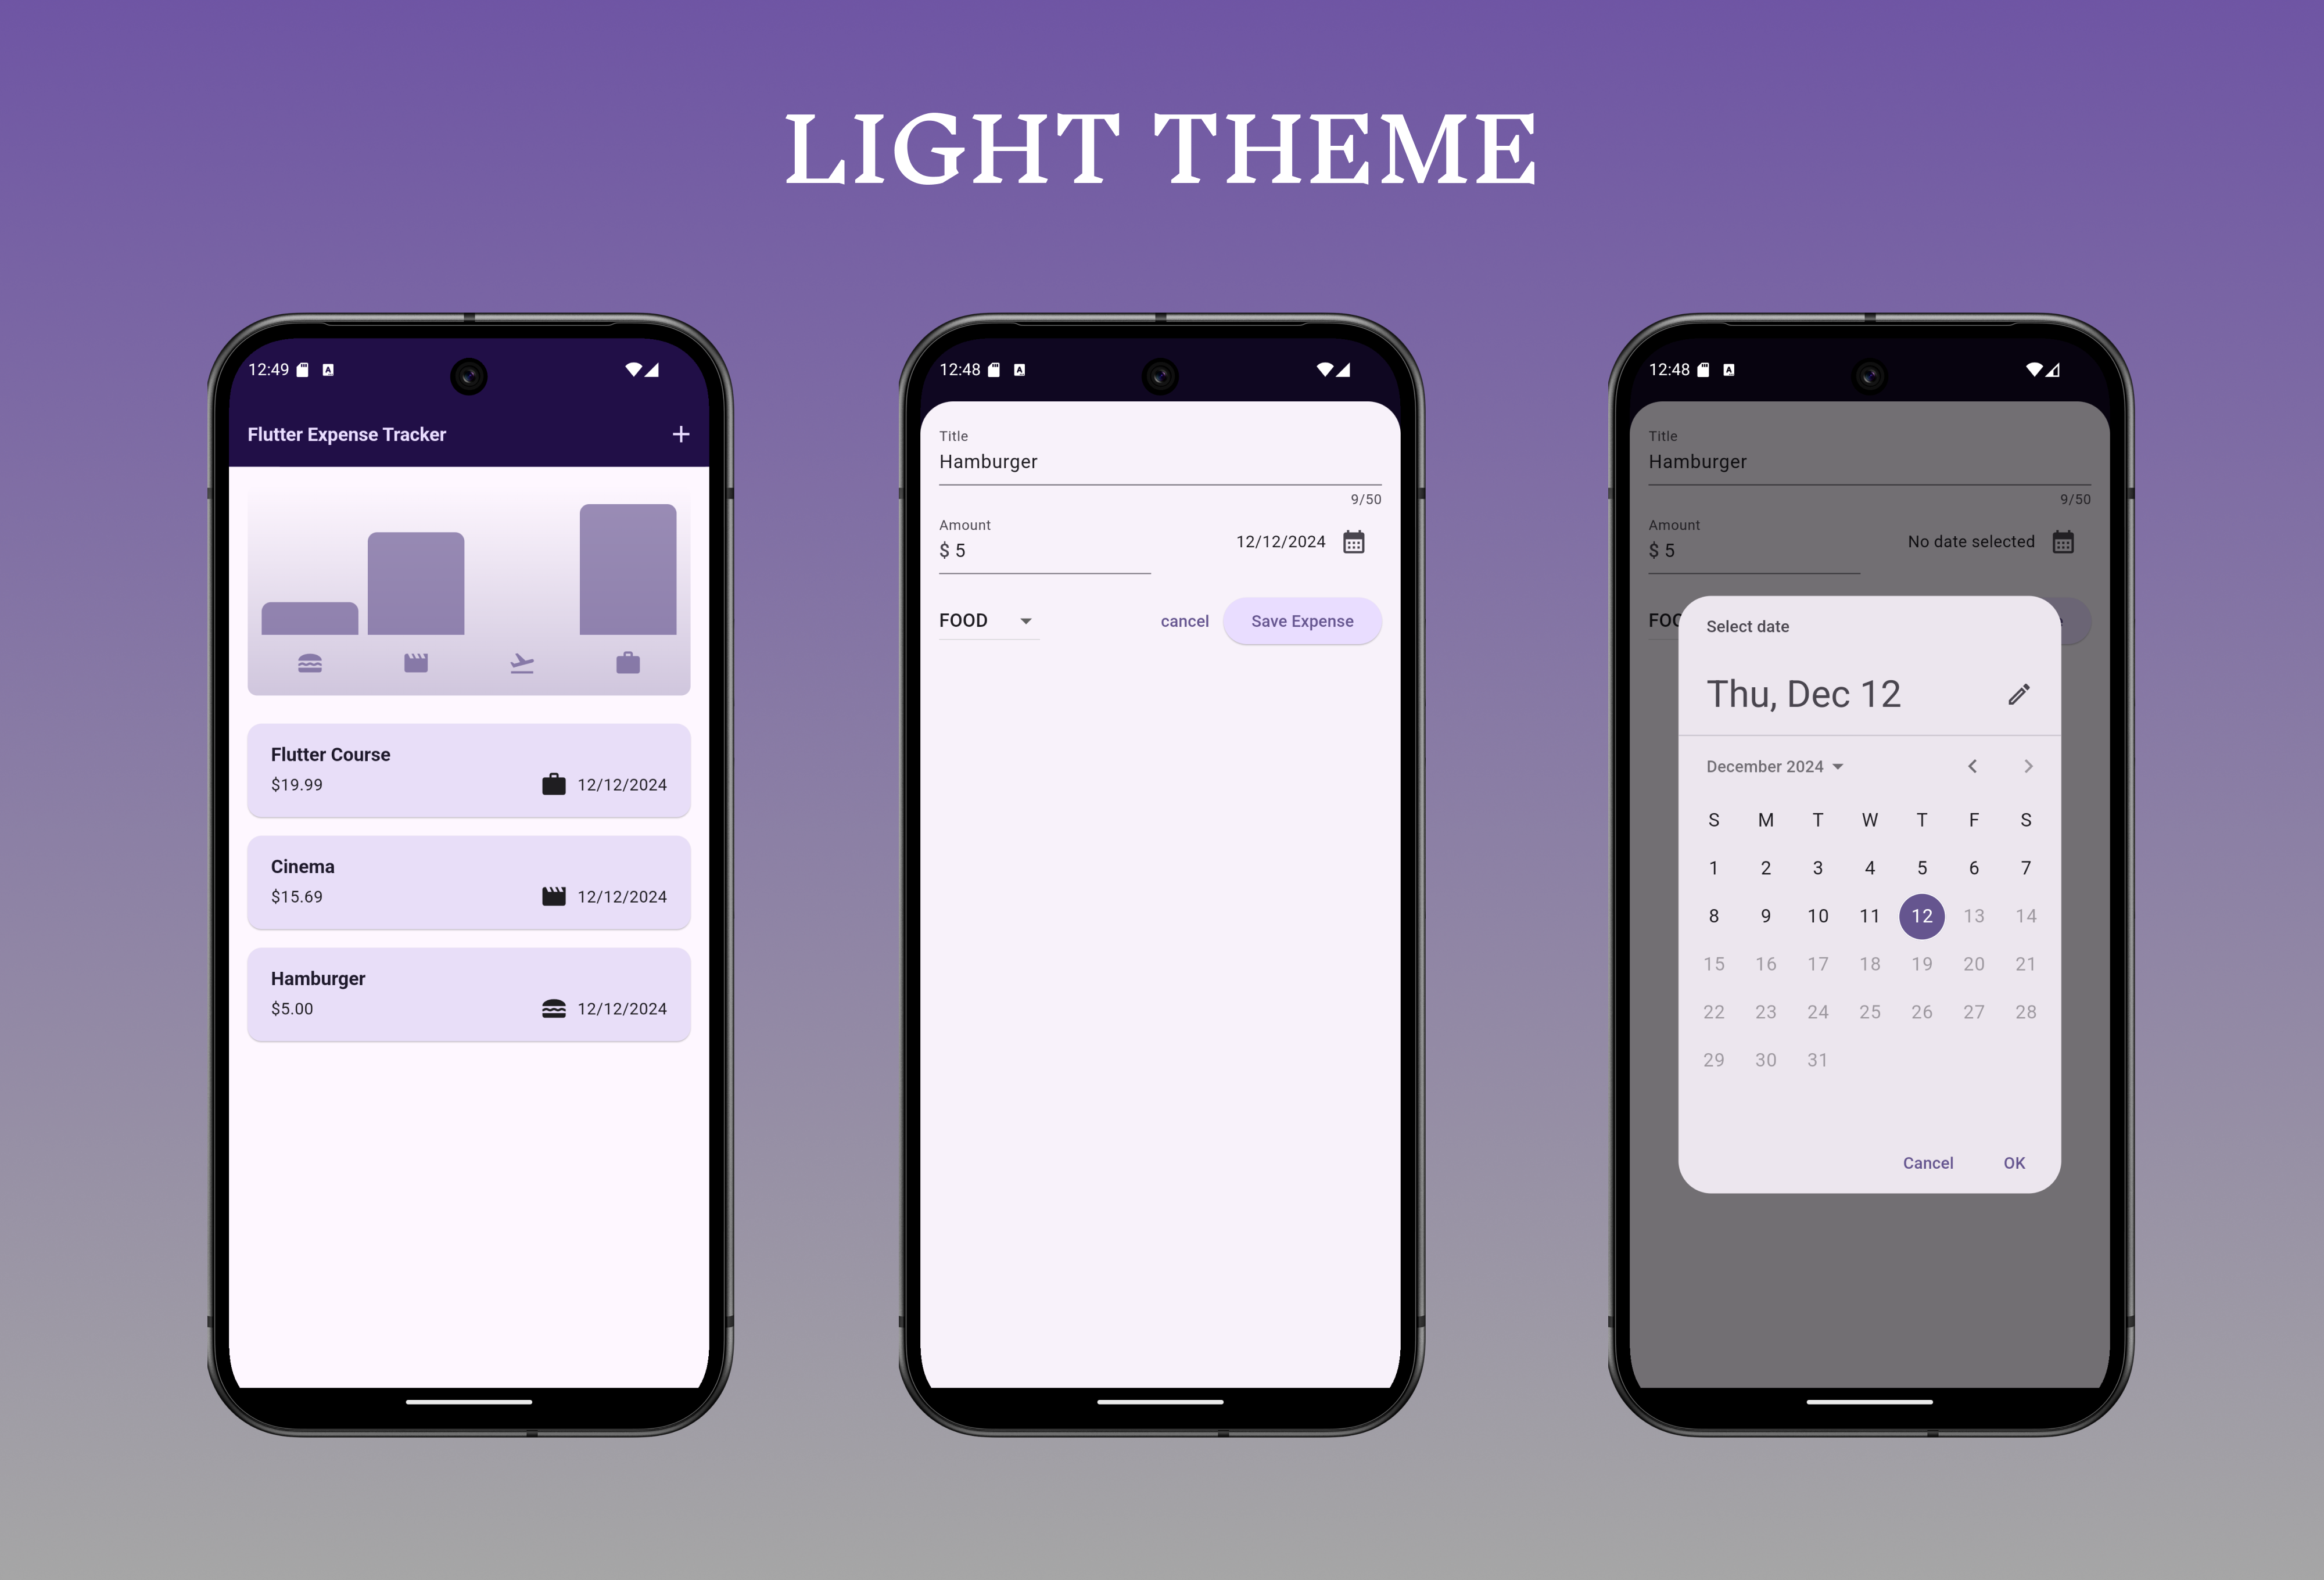 LIGHT THEME
12:49
Flutter Expense Tracker
Flutter Course
$19.99
12/12/2024
Cinema
$15.69
12/12/2024
Hamburger
$5.00
12/12/2024
12:48
Title
Hamburger
9/50
Amount
$ 5
12/12/2024
FOOD
cancel
Save Expense
12:48
Title
Hamburger
9/50
Amount
$ 5
No date selected
FOO
Select date
Thu, Dec 12
December 2024
S M T W T F S
1 2 3 4 5 6 7
8 9 10 11 12 13 14
15 16 17 18 19 20 21
22 23 24 25 26 27 28
29 30 31
Cancel OK